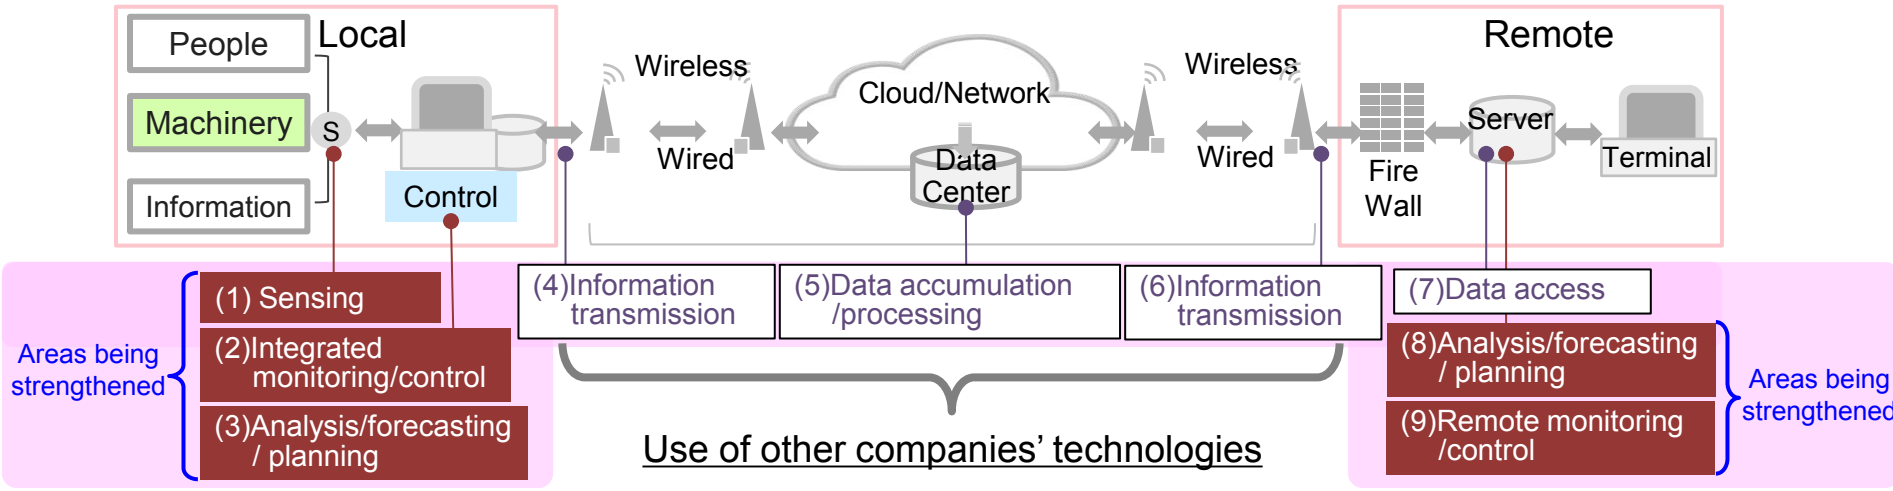 People
Local
Machinery
S
Information
Control
Wireless
Wired
Cloud/Network
Data
Center
Wireless
Wired
Remote
Fire
Wall
Server
Terminal
(1) Sensing
(2)Integrated
monitoring/control
(3)Analysis/forecasting
/ planning
Areas being
strengthened
(4)Information
transmission
(5)Data accumulation
/processing
(6)Information
transmission
(7)Data access
(8)Analysis/forecasting
/ planning
(9)Remote monitoring
/control
Areas being
strengthened
Use of other companies’ technologies